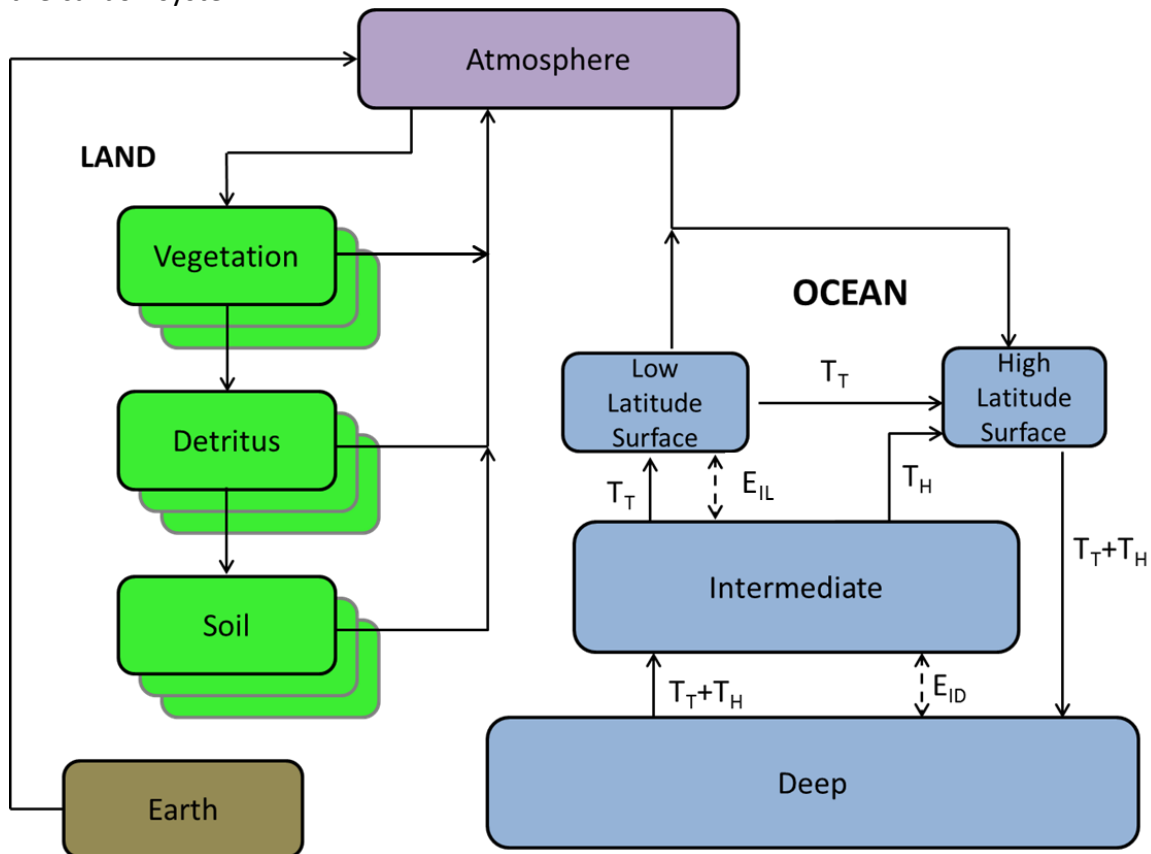 Atmosphere
LAND
Vegetation
OCEAN
Low
Latitude
Surface
High
Latitude
Surface
T_T
Detritus
T_T
E_IL
T_H
T_T+T_H
Intermediate
Soil
T_T+T_H
E_ID
Deep
Earth